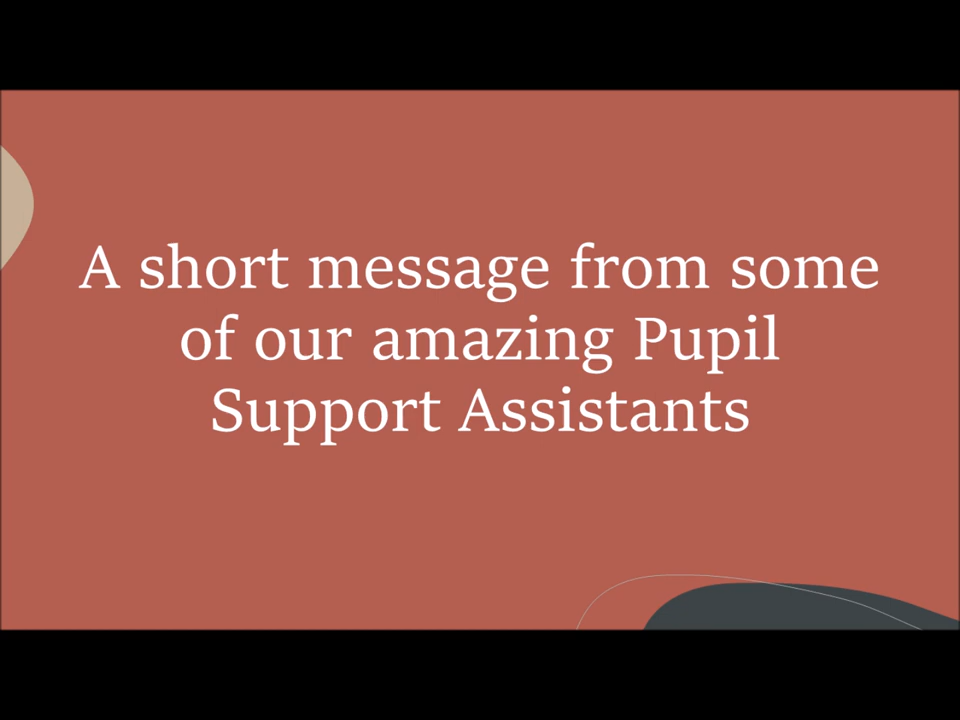 A short message from some
of our amazing Pupil
Support Assistants